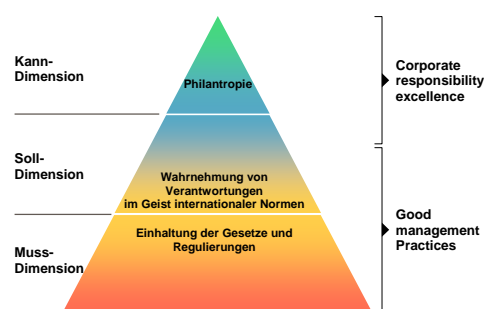 Kann-
Dimension
Philantropie
Corporate
responsibility
excellence
Soll-
Dimension
Wahrnehmung von
Verantwortungen
im Geist internationaler Normen
Muss-
Dimension
Einhaltung der Gesetze und
Regulierungen
Good
management
Practices